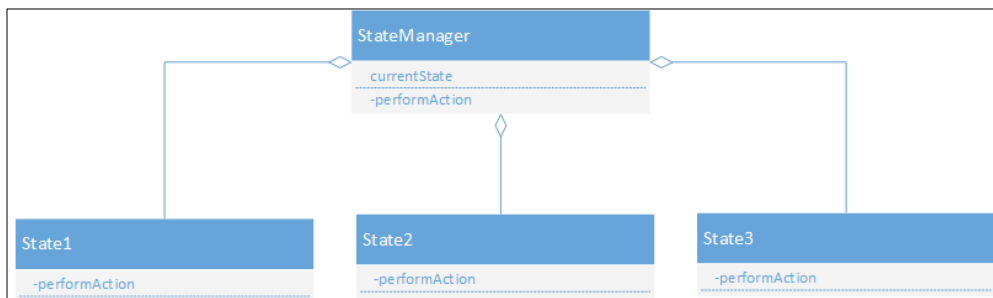 StateManager
currentState
-performAction
State1
State2
State3
-performAction
-performAction
-performAction